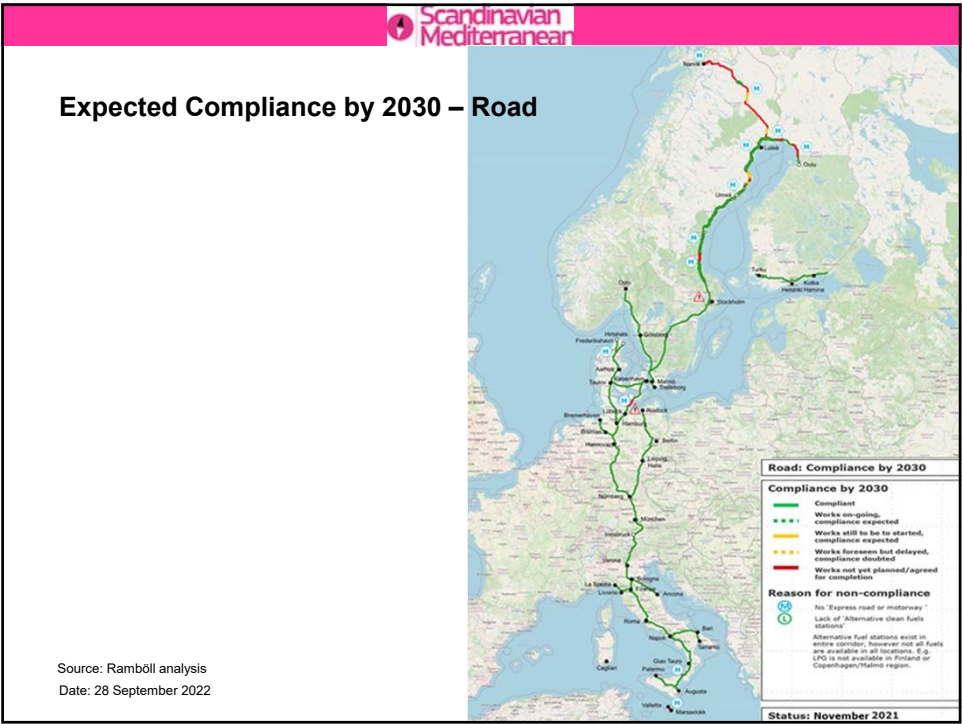 Scandinavian
Mediterranean
Expected Compliance by 2030 – Road
Narvik
Luleå
Oulu
Umeå
Turku
Kotka
Helsinki Hamina
Oslo
Stockholm
Hirtshals
Göteborg
Frederikshavn
Aarhus
København
Malmö
Taulov
Trelleborg
Bremerhaven
Lübeck
Rostock
Hamburg
Bremen
Hannover
Berlin
Leipzig
Halle
Nürnberg
München
Innsbruck
Verona
Bologna
La Spezia
Firenze
Livorno
Ancona
Roma
Bari
Napoli
Taranto
Cagliari
Giau Tauro
Palermo
Augusta
Valletta
Marsaxlokk
Road: Compliance by 2030
Compliance by 2030
Compliant
Works on-going,
compliance expected
Works still to be to started,
compliance expected
Works foreseen but delayed,
compliance doubted
Works not yet planned/agreed
for completion
Reason for non-compliance
M No 'Express road or motorway '
L Lack of 'Alternative clean fuels
stations'
Alternative fuel stations exist in
entire corridor, however not all fuels
are available in all locations. E.g.
LPG is not available in Finland or
Copenhagen/Malmö region.
Status: November 2021
Source: Ramböll analysis
Date: 28 September 2022